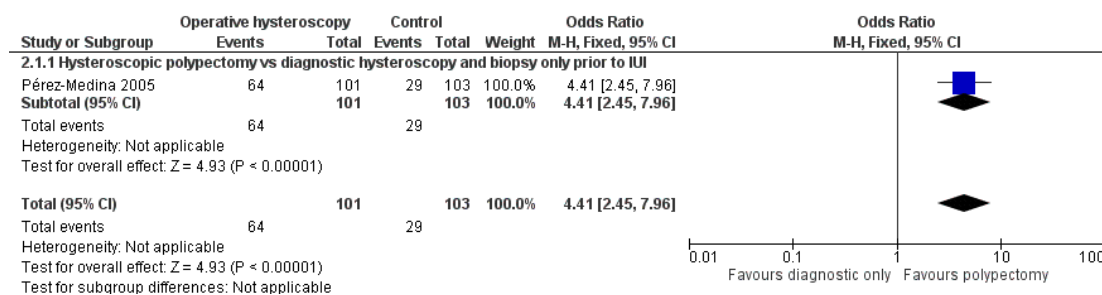 Operative hysteroscopy Control Odds Ratio Odds Ratio
Study or Subgroup Events Total Events Total Weight M-H, Fixed, 95% CI M-H, Fixed, 95% CI
2.1.1 Hysteroscopic polypectomy vs diagnostic hysteroscopy and biopsy only prior to IUI
Pérez-Medina 2005 64 101 29 103 100.0% 4.41 [2.45, 7.96]
Subtotal (95% CI) 101 103 100.0% 4.41 [2.45, 7.96]
Total events 64 29
Heterogeneity: Not applicable
Test for overall effect: Z = 4.93 (P < 0.00001)
Total (95% CI) 101 103 100.0% 4.41 [2.45, 7.96]
Total events 64 29
Heterogeneity: Not applicable
Test for overall effect: Z = 4.93 (P < 0.00001)
Test for subgroup differences: Not applicable
0.01 0.1 1 10 100
Favours diagnostic only Favours polypectomy